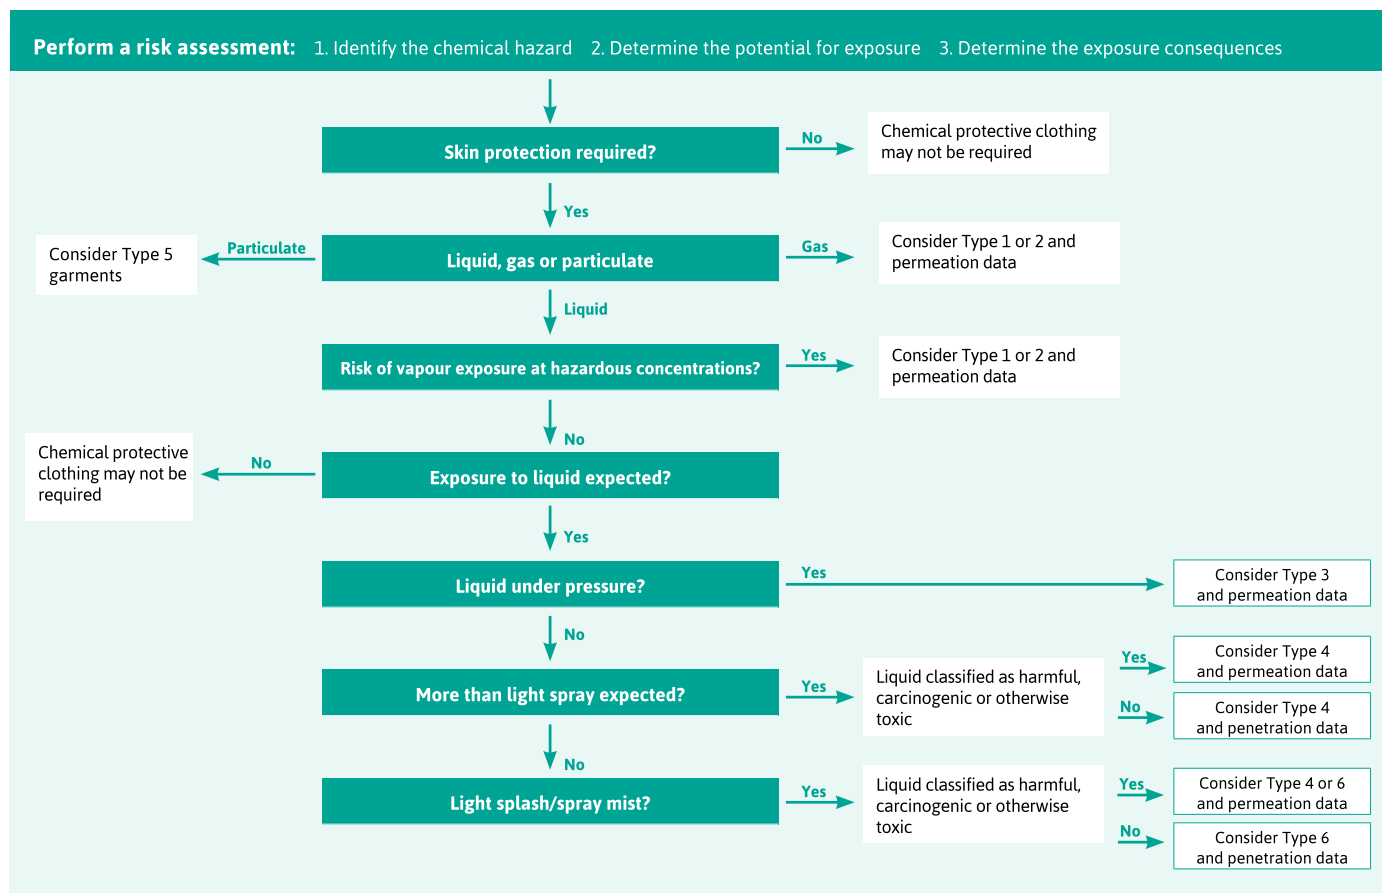 Perform a risk assessment: 1. Identify the chemical hazard 2. Determine the potential for exposure 3. Determine the exposure consequences
Skin protection required?
No
Chemical protective clothing
may not be required
Yes
Liquid, gas or particulate
Particulate
Consider Type 5
garments
Gas
Consider Type 1 or 2 and
permeation data
Liquid
Risk of vapour exposure at hazardous concentrations?
Yes
Consider Type 1 or 2 and
permeation data
No
Exposure to liquid expected?
No
Chemical protective
clothing may not be
required
Yes
Liquid under pressure?
Yes
Consider Type 3
and permeation data
No
More than light spray expected?
Yes
Liquid classified as harmful,
carcinogenic or otherwise
toxic
Yes
Consider Type 4
and permeation data
No
Consider Type 4
and penetration data
No
Light splash/spray mist?
Yes
Liquid classified as harmful,
carcinogenic or otherwise
toxic
Yes
Consider Type 4 or 6
and permeation data
No
Consider Type 6
and penetration data